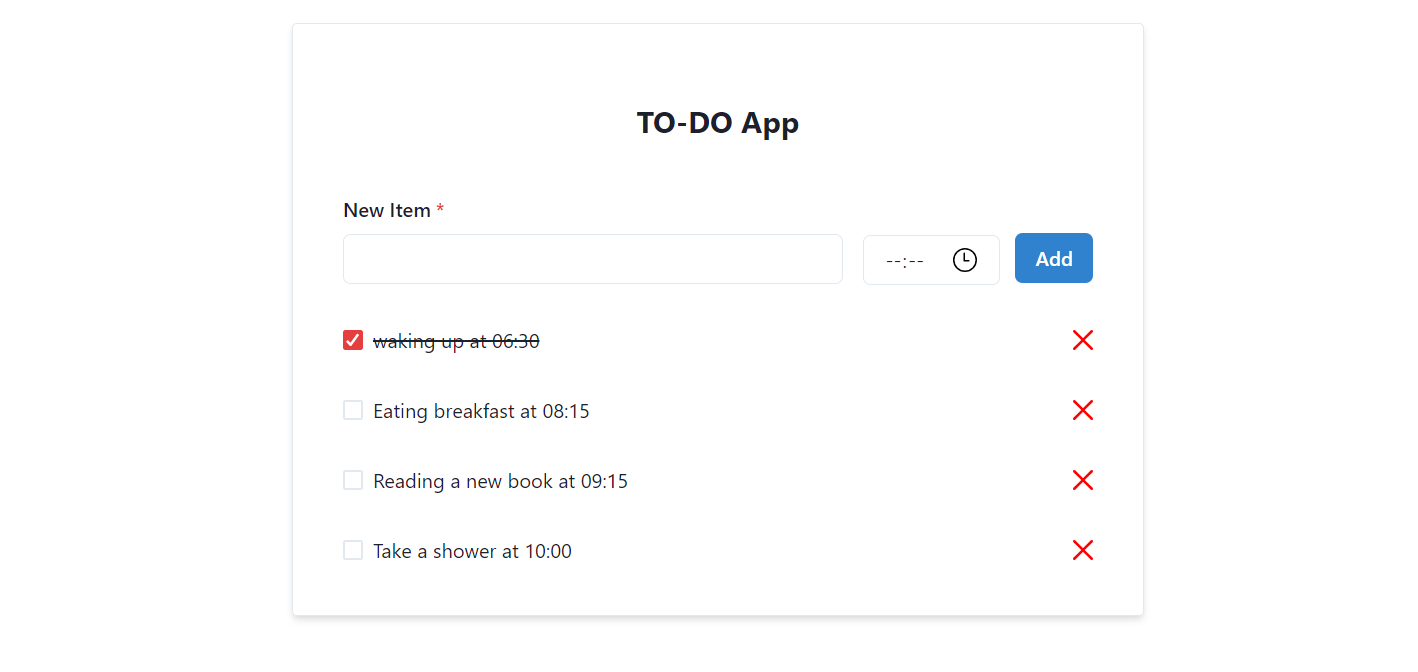 TO-DO App
New Item *
--:-- Add
waking up at 06:30
Eating breakfast at 08:15
Reading a new book at 09:15
Take a shower at 10:00